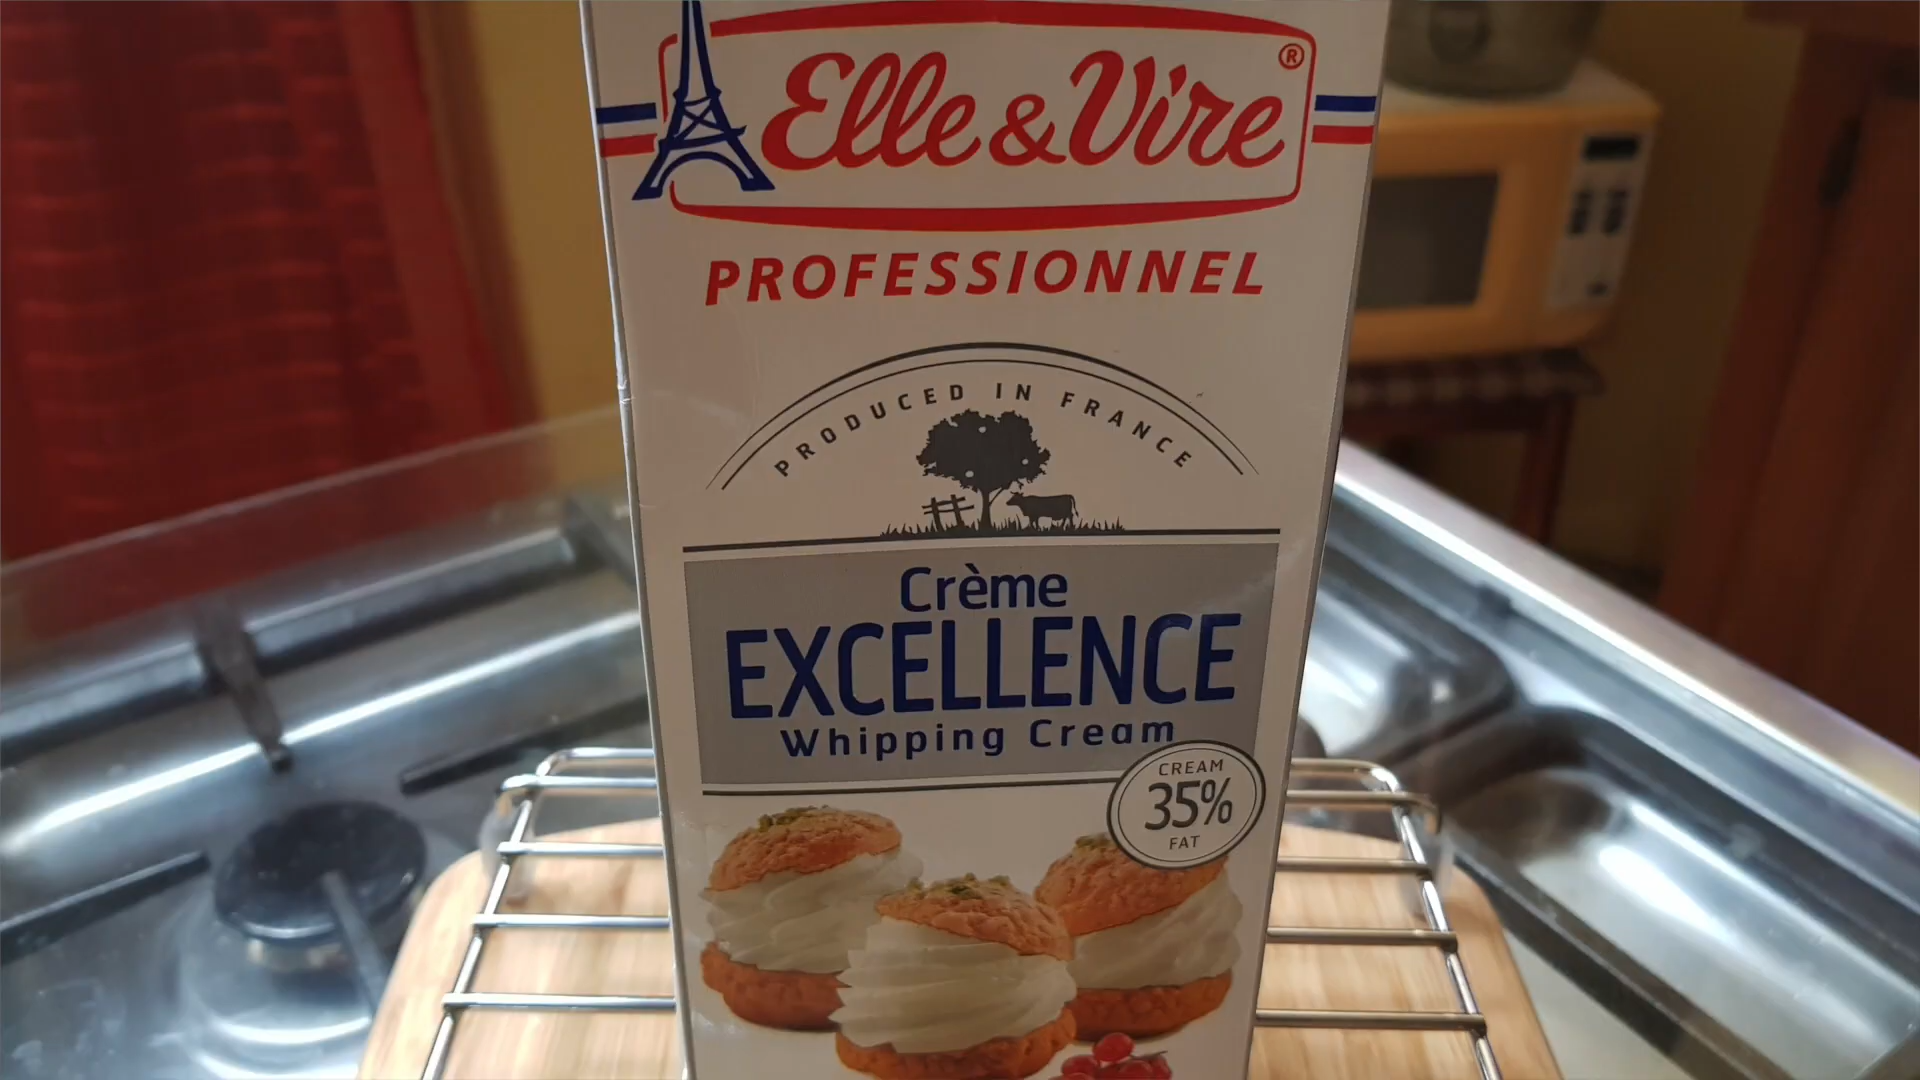 Elle & Vire ®
PROFESSIONNEL
PRODUCED IN FRANCE
Crème
EXCELLENCE
Whipping Cream
CREAM
35%
FAT